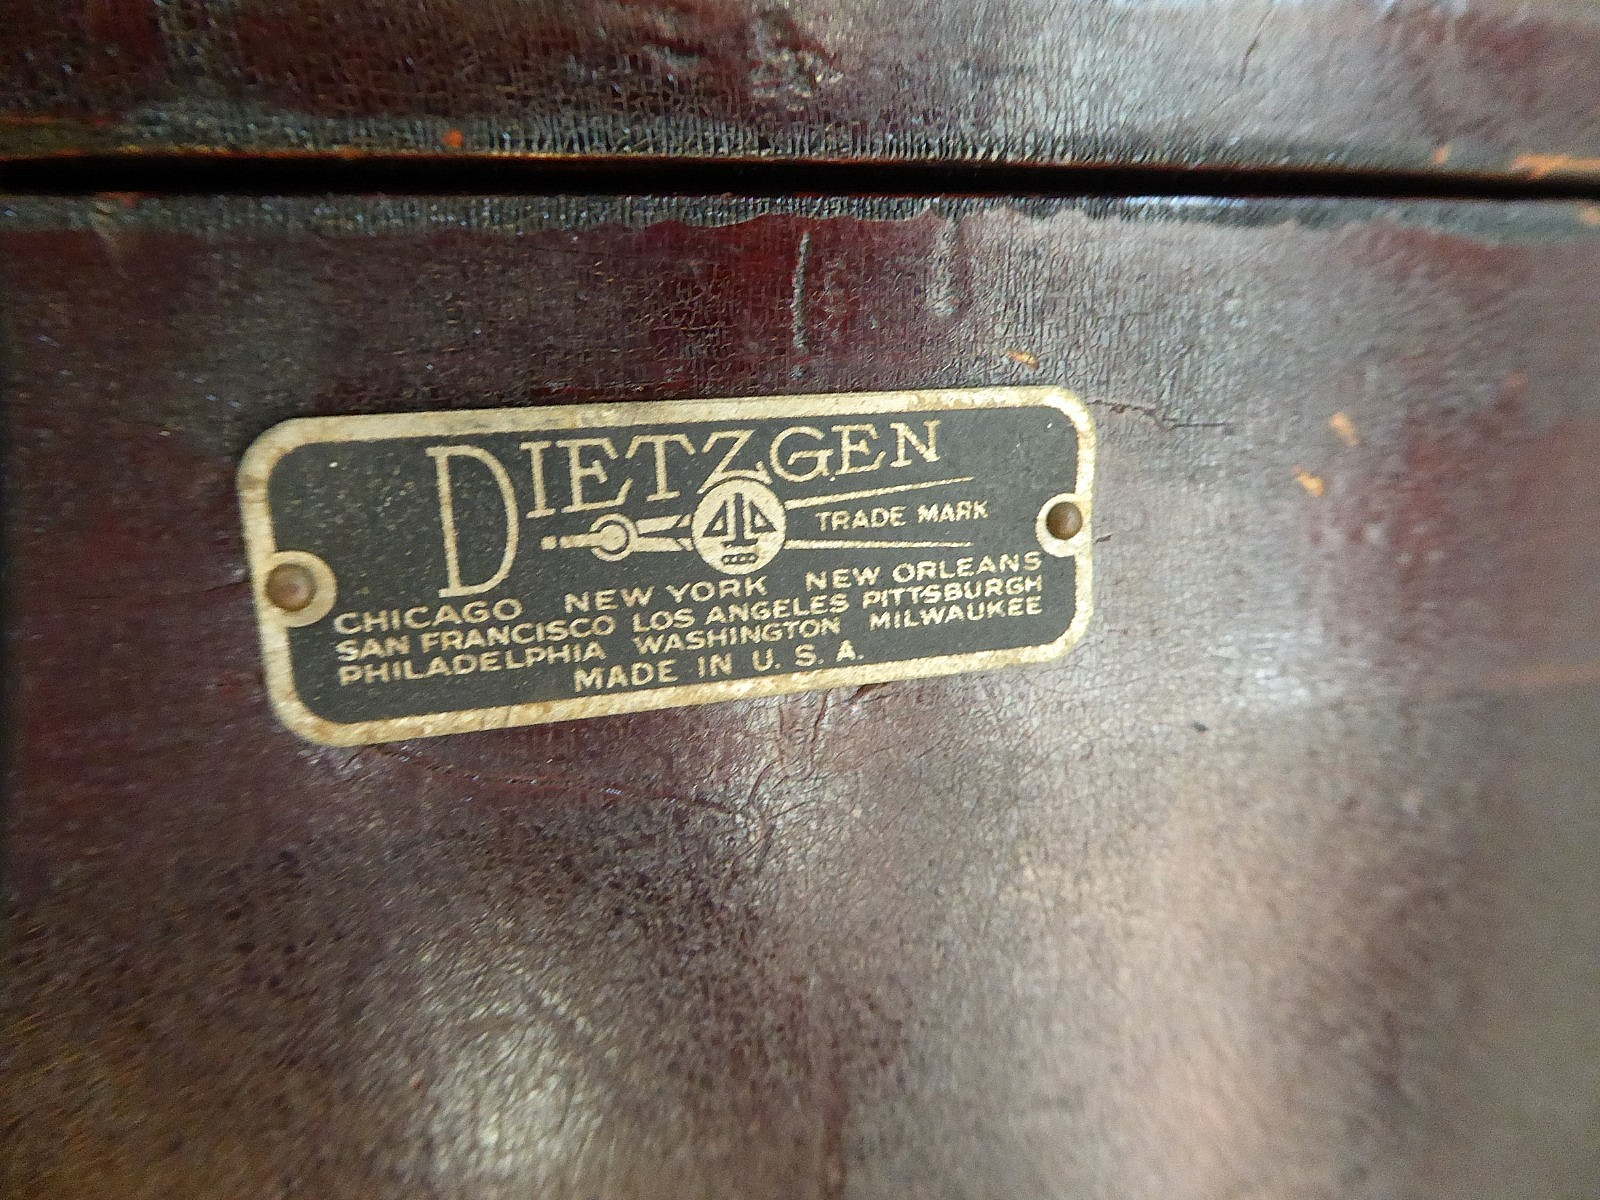 DIETZGEN
TRADE MARK
CHICAGO NEW YORK NEW ORLEANS
SAN FRANCISCO LOS ANGELES PITTSBURGH
PHILADELPHIA WASHINGTON MILWAUKEE
MADE IN U. S. A.